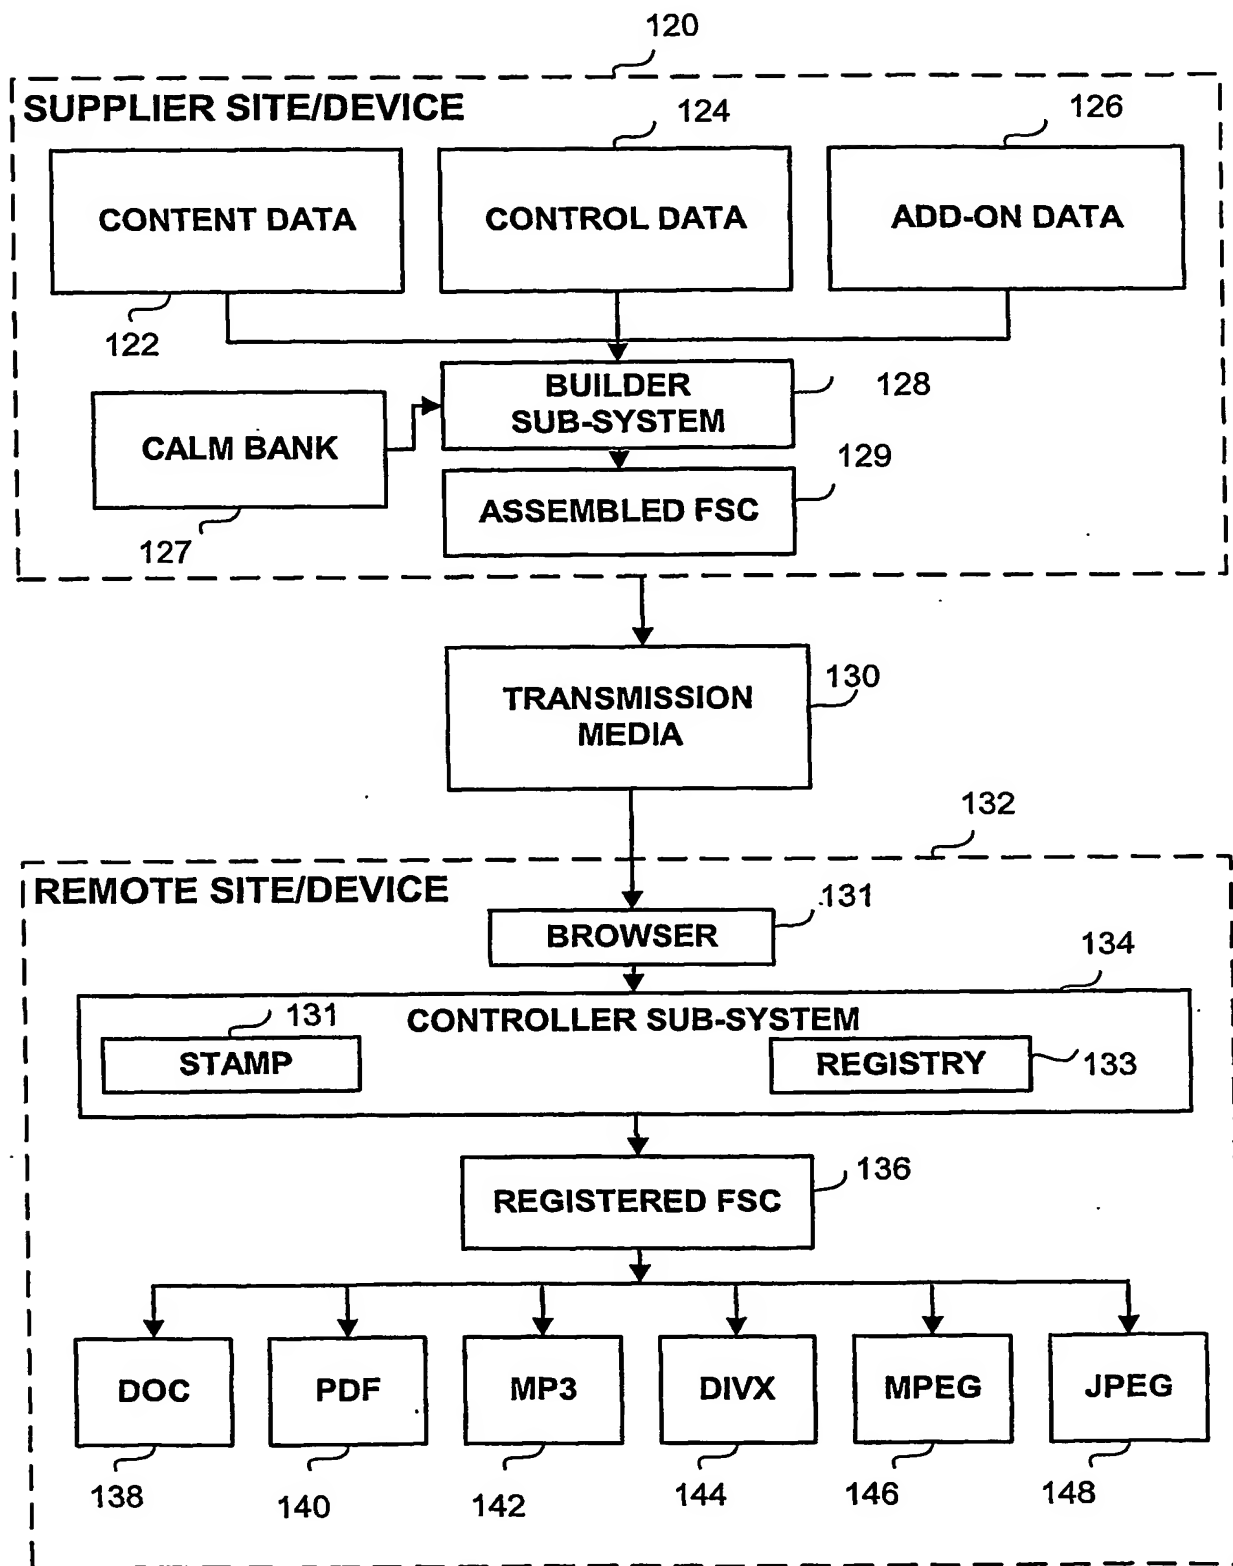 120
SUPPLIER SITE/DEVICE
124
126
CONTENT DATA
CONTROL DATA
ADD-ON DATA
122
BUILDER
SUB-SYSTEM
128
CALM BANK
127
129
ASSEMBLED FSC
TRANSMISSION
MEDIA
130
132
REMOTE SITE/DEVICE
131
BROWSER
134
CONTROLLER SUB-SYSTEM
131
STAMP
REGISTRY
133
REGISTERED FSC
136
DOC
PDF
MP3
DIVX
MPEG
JPEG
138
140
142
144
146
148